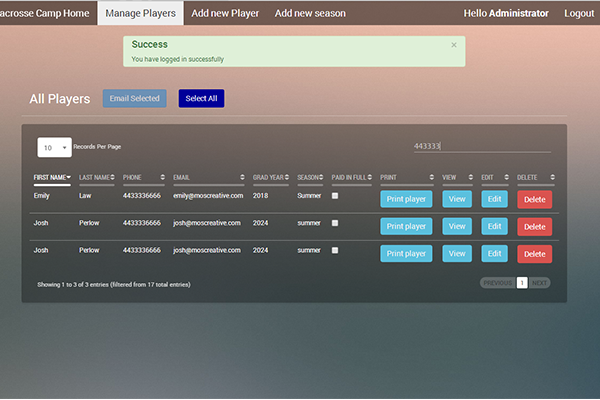 acrosse Camp Home Manage Players Add new Player Add new season Hello Administrator Logout
Success ×
You have logged in successfully
All Players Email Selected Select All
10 Records Per Page 443333
FIRST NAME LAST NAME PHONE EMAIL GRAD YEAR SEASON PAID IN FULL PRINT VIEW EDIT DELETE
Emily Law 4433336666 emily@moscreative.com 2018 Summer Print player View Edit Delete
Josh Perlow 4433336666 josh@moscreative.com 2024 summer Print player View Edit Delete
Josh Perlow 4433336666 josh@moscreative.com 2024 summer Print player View Edit Delete
Showing 1 to 3 of 3 entries (filtered from 17 total entries) PREVIOUS 1 NEXT